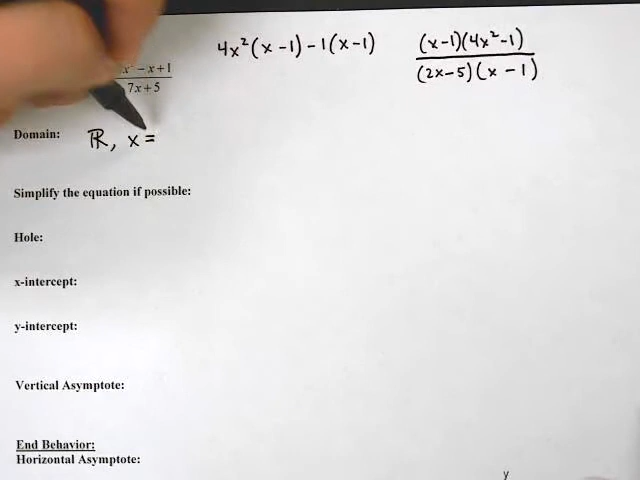 4x²(x-1)-1(x-1)
(x-1)(4x²-1)
(2x-5)(x-1)
-x+1
7x+5
Domain: ℝ, x=
Simplify the equation if possible:
Hole:
x-intercept:
y-intercept:
Vertical Asymptote:
End Behavior:
Horizontal Asymptote:
y